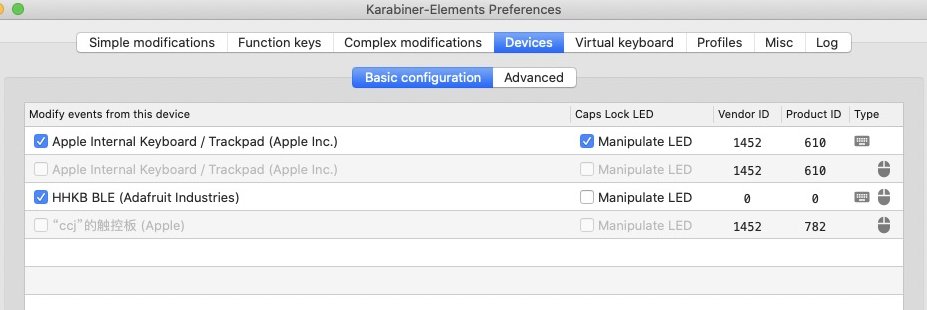 Karabiner-Elements Preferences
Simple modifications Function keys Complex modifications Devices Virtual keyboard Profiles Misc Log
Basic configuration Advanced
Modify events from this device Caps Lock LED Vendor ID Product ID Type
Apple Internal Keyboard / Trackpad (Apple Inc.) Manipulate LED 1452 610
Apple Internal Keyboard / Trackpad (Apple Inc.) Manipulate LED 1452 610
HHKB BLE (Adafruit Industries) Manipulate LED 0 0
“ccj”的触控板 (Apple) Manipulate LED 1452 782